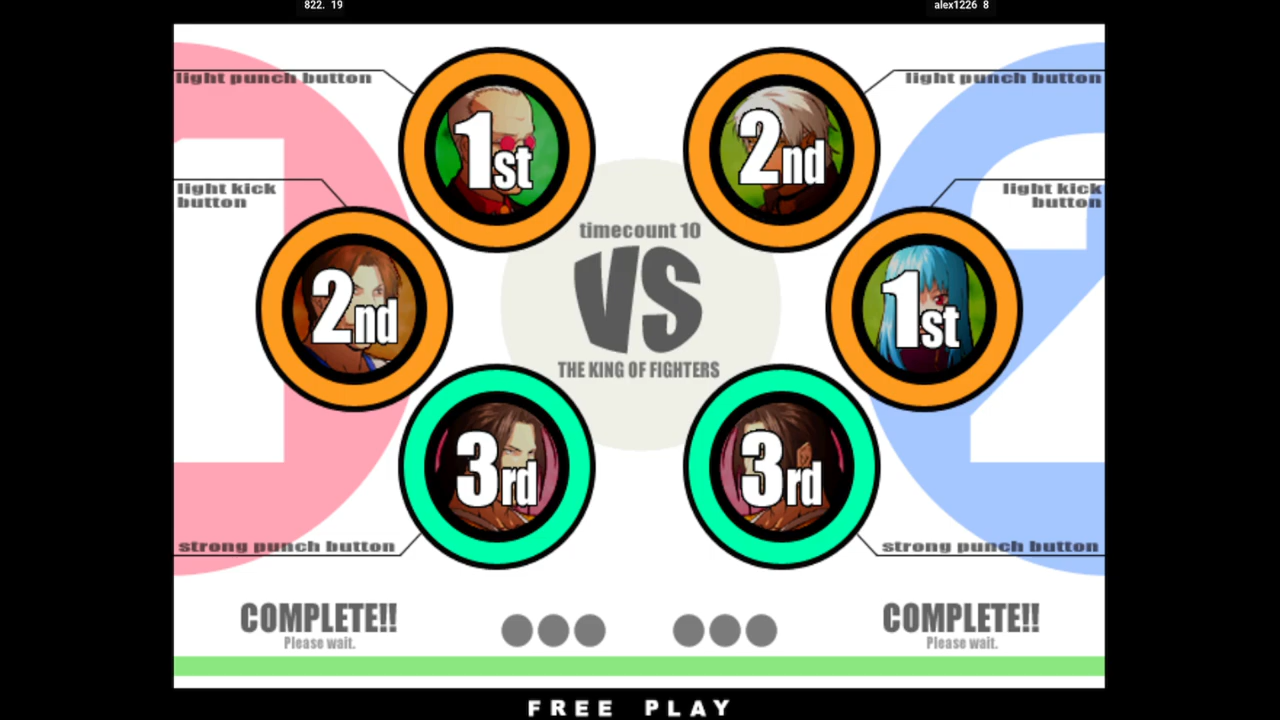 822. 19
alex1226 8
light punch button
light punch button
1st
2nd
light kick
button
light kick
button
timecount 10
2nd
VS
1st
THE KING OF FIGHTERS
3rd
3rd
strong punch button
strong punch button
COMPLETE!!
Please wait.
COMPLETE!!
Please wait.
FREE PLAY
1
2